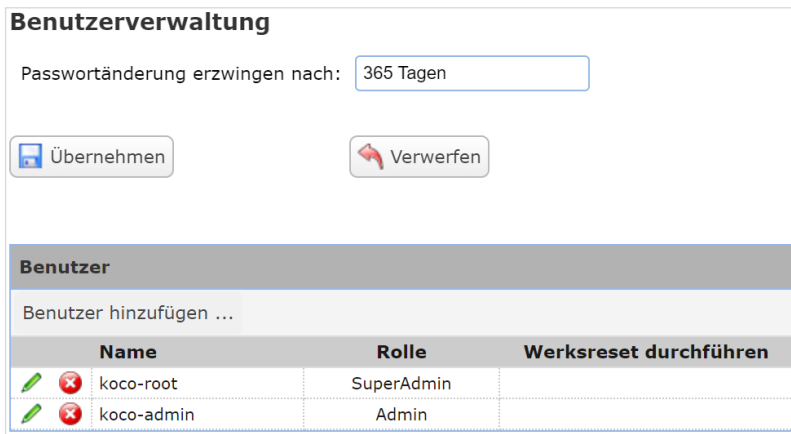 Benutzerverwaltung
Passwortänderung erzwingen nach: 365 Tagen
Übernehmen Verwerfen
Benutzer
Benutzer hinzufügen ...
Name Rolle Werksreset durchführen
koco-root SuperAdmin
koco-admin Admin